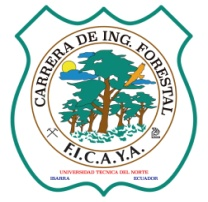 CARRERA DE ING. FORESTAL
F.I.C.A.Y.A.
UNIVERSIDAD TECNICA DEL NORTE
IBARRA ECUADOR